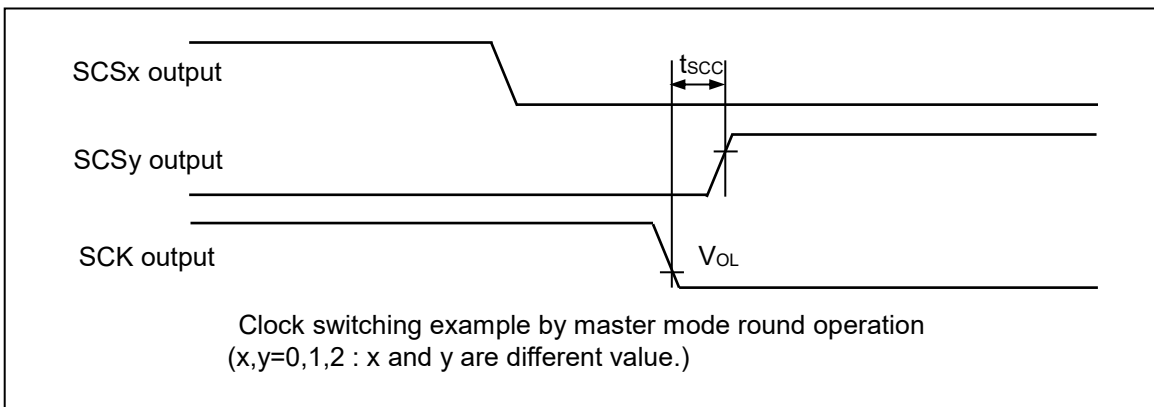 SCSx output
tSCC
SCSy output
SCK output
VOL
Clock switching example by master mode round operation
(x,y=0,1,2 : x and y are different value.)